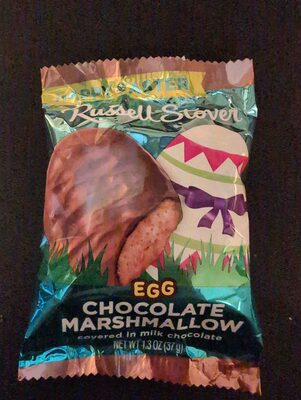 Russell Stover
EGG
CHOCOLATE
MARSHMALLOW
covered in milk chocolate
NET WT 1.3 OZ (37g)